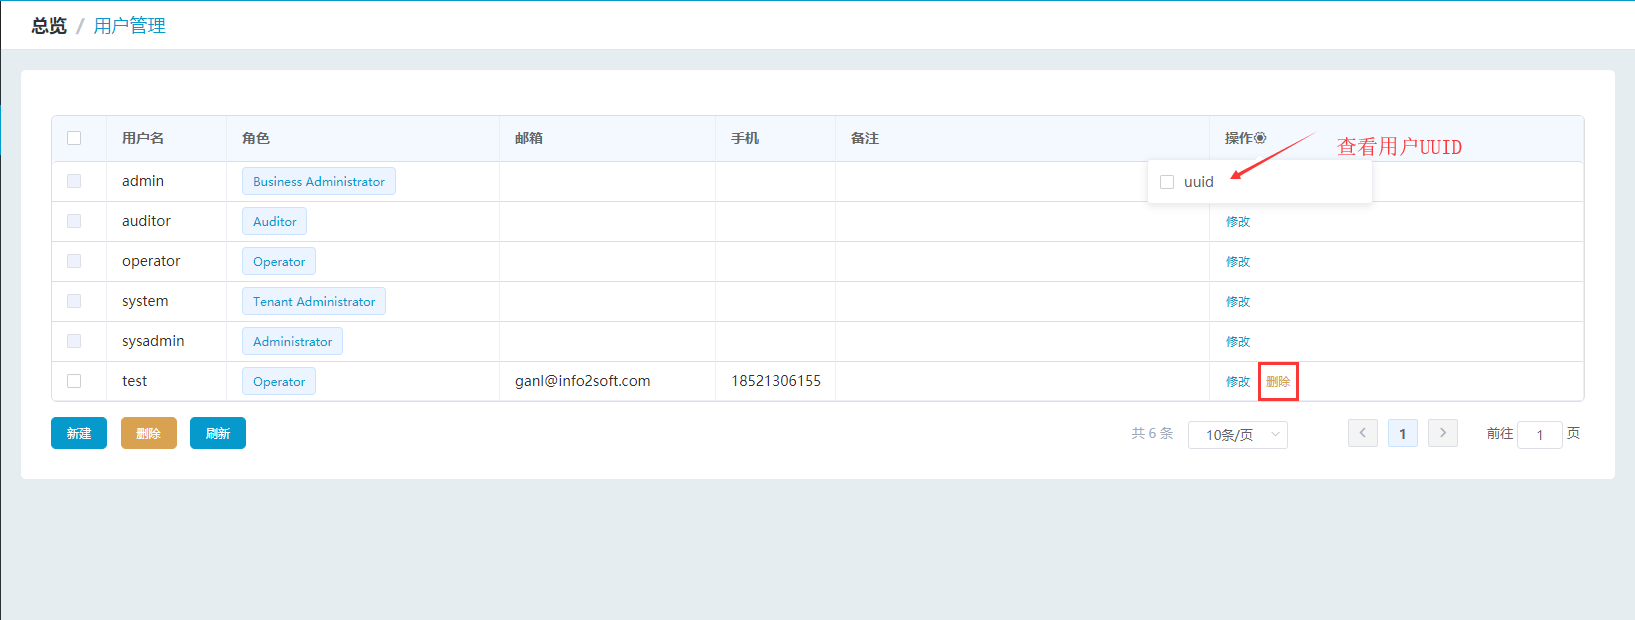 总览 / 用户管理
用户名 角色 邮箱 手机 备注 操作
查看用户UUID
admin Business Administrator
uuid
auditor Auditor 修改
operator Operator 修改
system Tenant Administrator 修改
sysadmin Administrator 修改
test Operator ganl@info2soft.com 18521306155 修改 删除
新建 删除 刷新 共 6 条 10条/页 < 1 > 前往 1 页